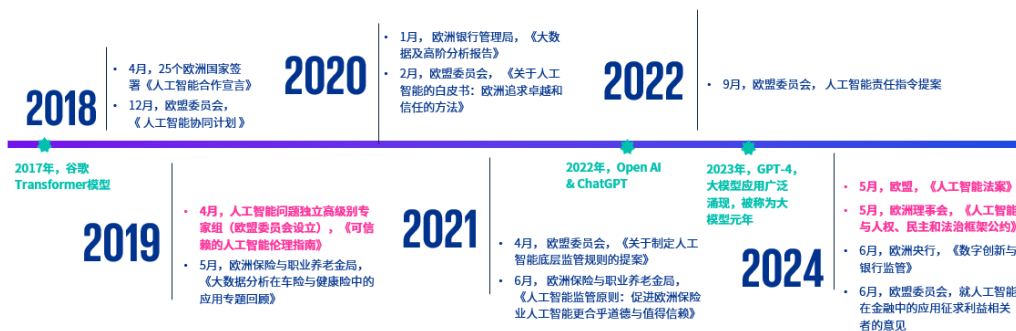 2018
• 4月，25个欧洲国家签
署《人工智能合作宣言》
• 12月，欧盟委员会，
《 人工智能协同计划 》
2020
• 1月， 欧洲银行管理局，《大数
据及高阶分析报告》
• 2月，欧盟委员会， 《关于人工
智能的白皮书：欧洲追求卓越和
信任的方法》
2022
• 9月，欧盟委员会， 人工智能责任指令提案
2017年，谷歌
Transformer模型
2022年，Open AI
& ChatGPT
2023年，GPT-4，
大模型应用广泛
涌现，被称为大
模型元年
2019
• 4月，人工智能问题独立高级别专
家组（欧盟委员会设立），《可信
赖的人工智能伦理指南》
• 5月，欧洲保险与职业养老金局，
《大数据分析在车险与健康险中的
应用专题回顾》
2021
• 4月， 欧盟委员会，《关于制定人工
智能底层监管规则的提案》
• 6月， 欧洲保险与职业养老金局，
《人工智能监管原则：促进欧洲保险
业人工智能更合乎道德与值得信赖》
2024
• 5月，欧盟，《人工智能法案》
• 5月，欧洲理事会，《人工智能
与人权、民主和法治框架公约》
• 6月，欧洲央行，《数字创新与
银行监管》
• 6月，欧盟委员会，就人工智能
在金融中的应用征求利益相关
者的意见